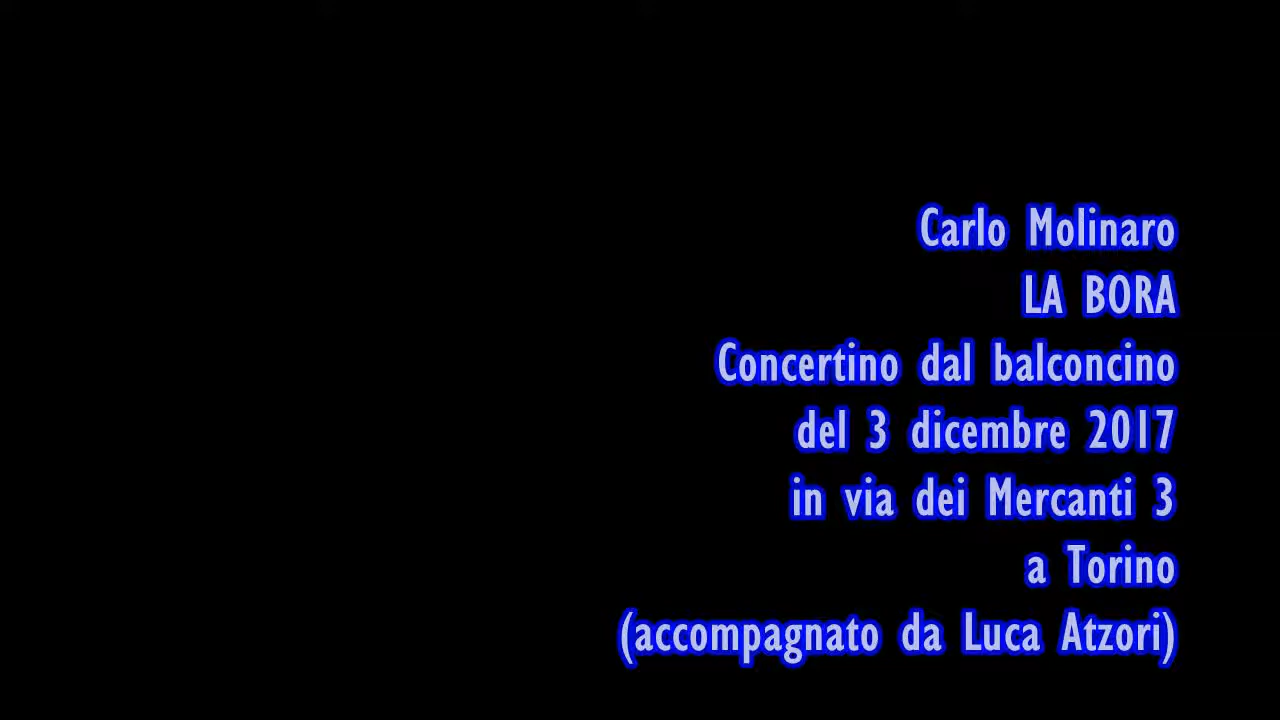 Carlo Molinaro
LA BORA
Concertino dal balconcino
del 3 dicembre 2017
in via dei Mercanti 3
a Torino
(accompagnato da Luca Atzori)